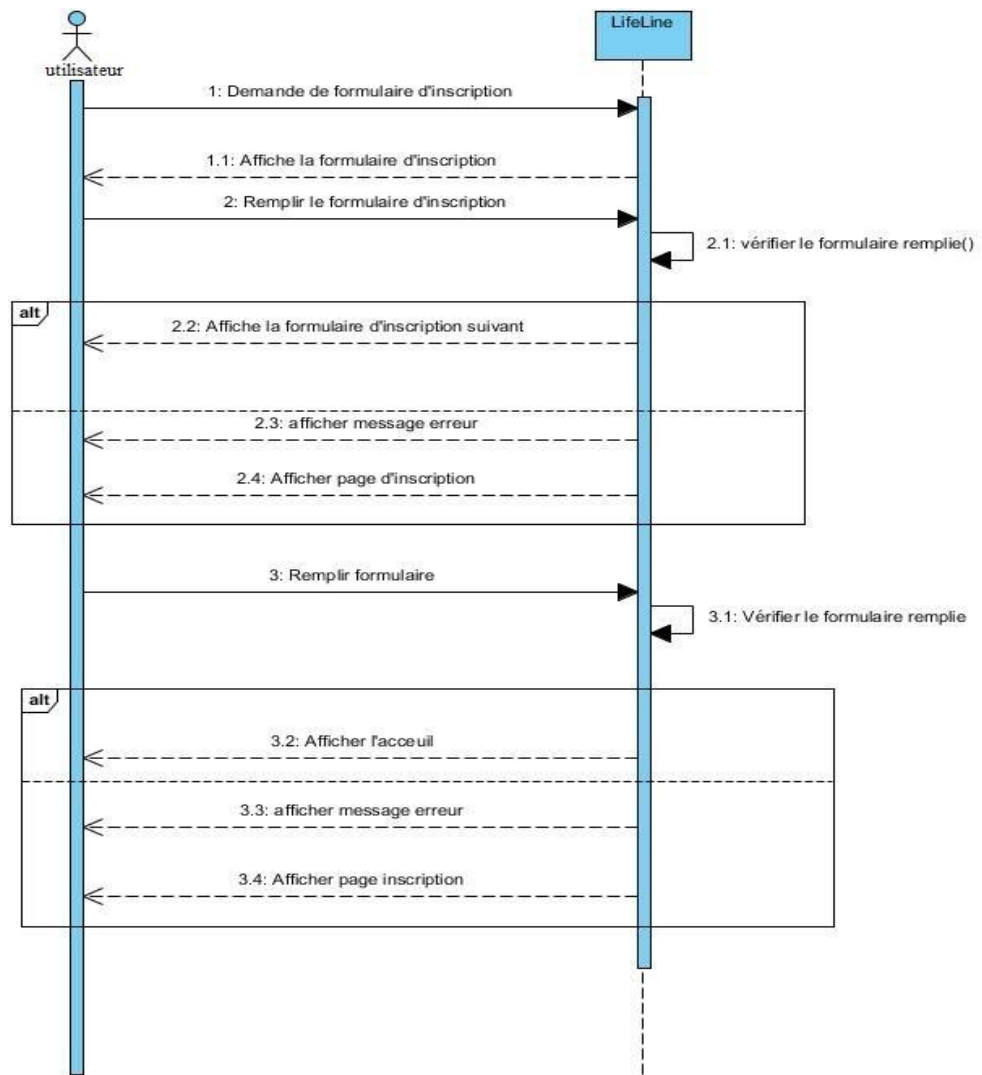 LifeLine
utilisateur
1: Demande de formulaire d'inscription
1.1: Affiche la formulaire d'inscription
2: Remplir le formulaire d'inscription
2.1: vérifier le formulaire remplie()
alt
2.2: Affiche la formulaire d'inscription suivant
2.3: afficher message erreur
2.4: Afficher page d'inscription
3: Remplir formulaire
3.1: Vérifier le formulaire remplie
alt
3.2: Afficher l'acceuil
3.3: afficher message erreur
3.4: Afficher page inscription